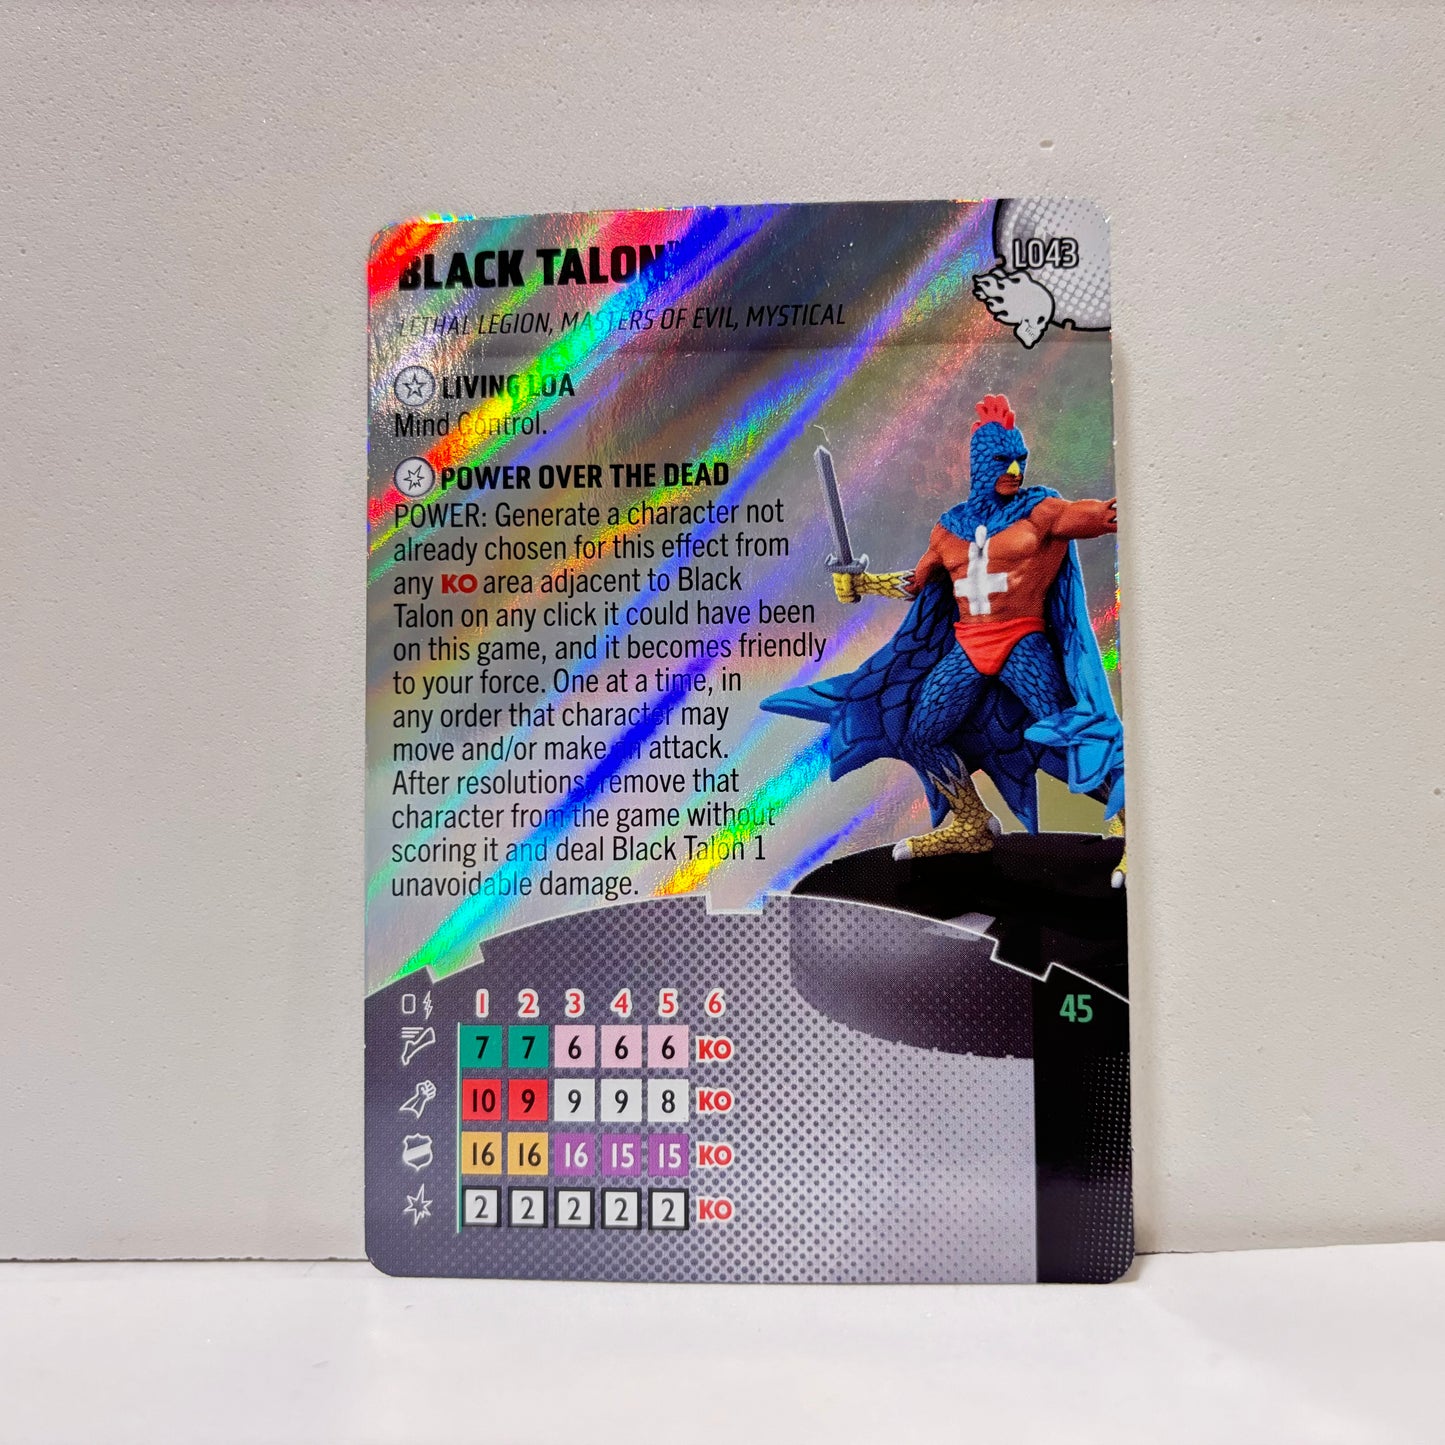 BLACK TALON™
L043
LETHAL LEGION, MASTERS OF EVIL, MYSTICAL
LIVING LOA
Mind Control.
POWER OVER THE DEAD
POWER: Generate a character not
already chosen for this effect from
any KO area adjacent to Black
Talon on any click it could have been
on this game, and it becomes friendly
to your force. One at a time, in
any order that character may
move and/or make an attack.
After resolutions, remove that
character from the game without
scoring it and deal Black Talon 1
unavoidable damage.
0 1 2 3 4 5 6
45
7 7 6 6 6 KO
10 9 9 9 8 KO
16 16 16 15 15 KO
2 2 2 2 2 KO